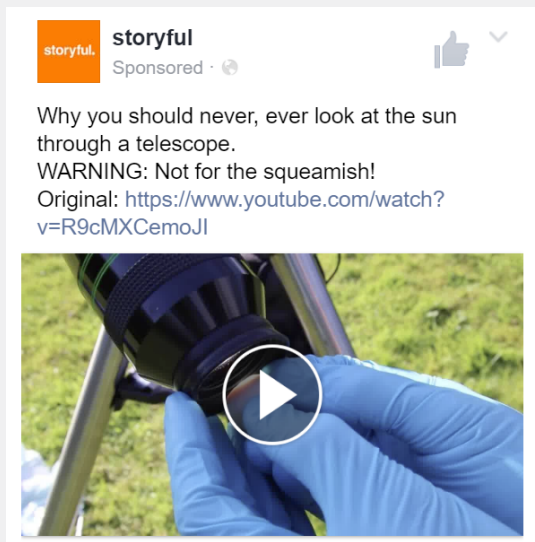 storyful.
storyful
Sponsored ·
Why you should never, ever look at the sun
through a telescope.
WARNING: Not for the squeamish!
Original: https://www.youtube.com/watch?
v=R9cMXCemoJI